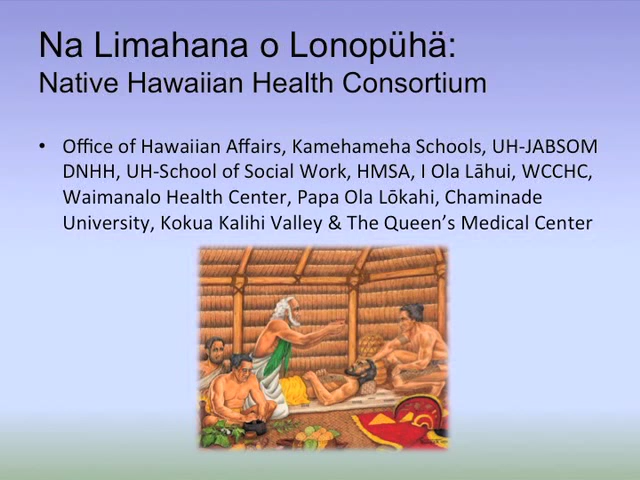 Na Limahana o Lonopühä:
Native Hawaiian Health Consortium
• Office of Hawaiian Affairs, Kamehameha Schools, UH-JABSOM
DNHH, UH-School of Social Work, HMSA, I Ola Lāhui, WCCHC,
Waimanalo Health Center, Papa Ola Lōkahi, Chaminade
University, Kokua Kalihi Valley & The Queen’s Medical Center